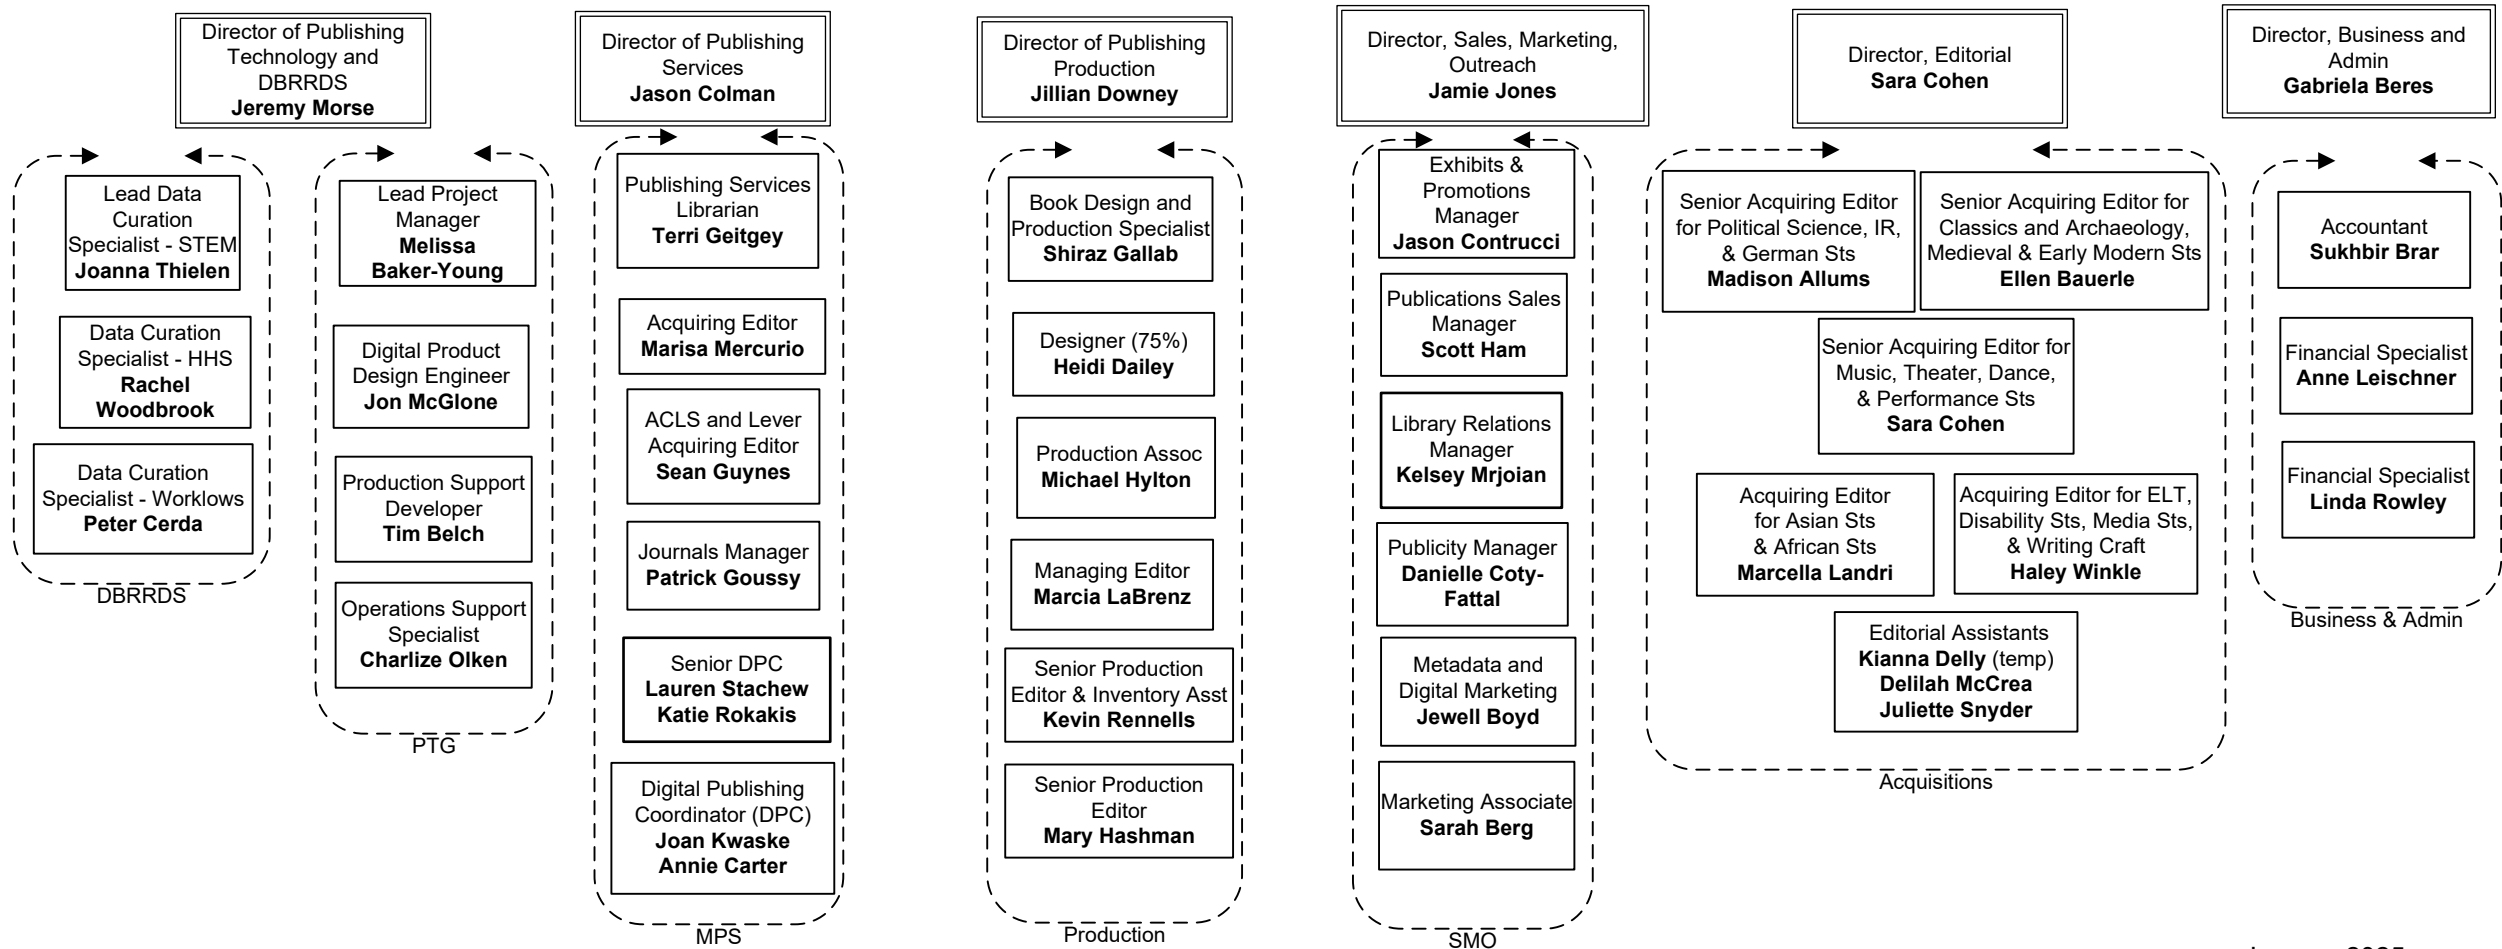 Director of Publishing
Technology and
DBRRDS
Jeremy Morse
Director of Publishing
Services
Jason Colman
Director of Publishing
Production
Jillian Downey
Director, Sales, Marketing,
Outreach
Jamie Jones
Director, Editorial
Sara Cohen
Director, Business and
Admin
Gabriela Beres
Lead Data
Curation
Specialist - STEM
Joanna Thielen
Data Curation
Specialist - HHS
Rachel
Woodbrook
Data Curation
Specialist - Worklows
Peter Cerda
DBRRDS
Lead Project
Manager
Melissa
Baker-Young
Digital Product
Design Engineer
Jon McGlone
Production Support
Developer
Tim Belch
Operations Support
Specialist
Charlize Olken
PTG
Publishing Services
Librarian
Terri Geitgey
Acquiring Editor
Marisa Mercurio
ACLS and Lever
Acquiring Editor
Sean Guynes
Journals Manager
Patrick Goussy
Senior DPC
Lauren Stachew
Katie Rokakis
Digital Publishing
Coordinator (DPC)
Joan Kwaske
Annie Carter
MPS
Book Design and
Production Specialist
Shiraz Gallab
Designer (75%)
Heidi Dailey
Production Assoc
Michael Hylton
Managing Editor
Marcia LaBrenz
Senior Production
Editor & Inventory Asst
Kevin Rennells
Senior Production
Editor
Mary Hashman
Production
Exhibits &
Promotions
Manager
Jason Contrucci
Publications Sales
Manager
Scott Ham
Library Relations
Manager
Kelsey Mrjoian
Publicity Manager
Danielle Coty-
Fattal
Metadata and
Digital Marketing
Jewell Boyd
Marketing Associate
Sarah Berg
SMO
Senior Acquiring Editor
for Political Science, IR,
& German Sts
Madison Allums
Senior Acquiring Editor for
Classics and Archaeology,
Medieval & Early Modern Sts
Ellen Bauerle
Senior Acquiring Editor for
Music, Theater, Dance,
& Performance Sts
Sara Cohen
Acquiring Editor
for Asian Sts
& African Sts
Marcella Landri
Acquiring Editor for ELT,
Disability Sts, Media Sts,
& Writing Craft
Haley Winkle
Editorial Assistants
Kianna Delly (temp)
Delilah McCrea
Juliette Snyder
Acquisitions
Accountant
Sukhbir Brar
Financial Specialist
Anne Leischner
Financial Specialist
Linda Rowley
Business & Admin
2025